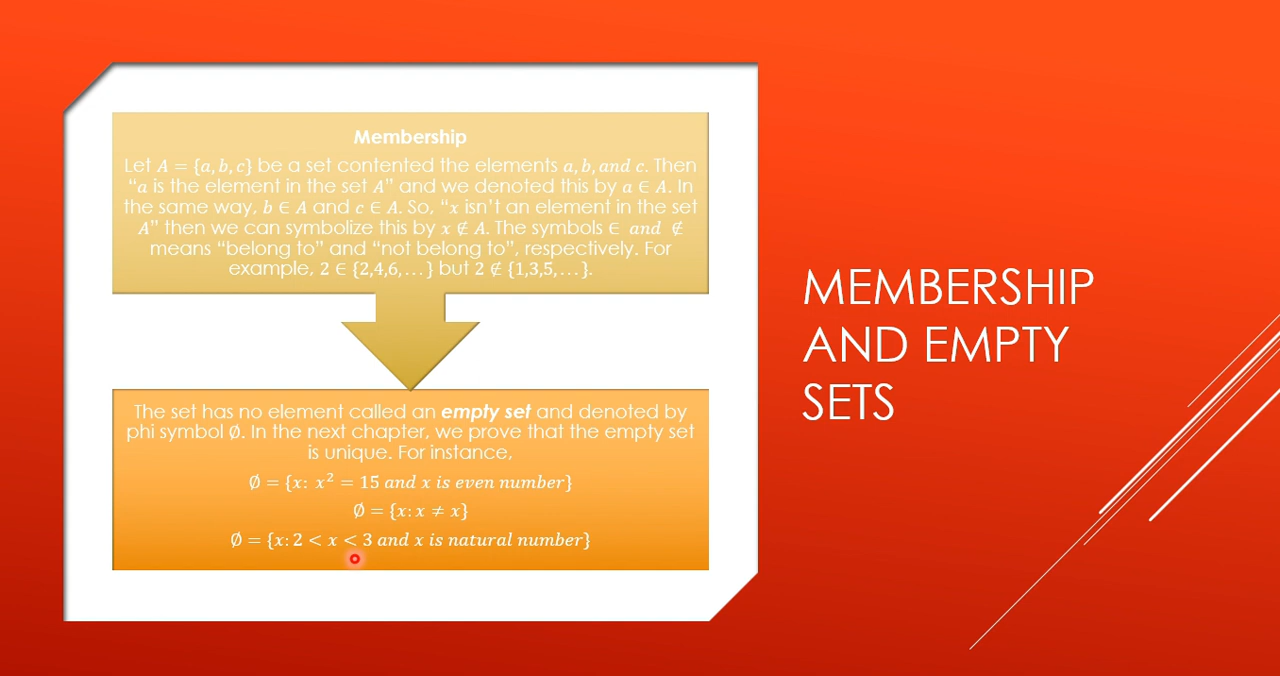 Membership
Let A = {a, b, c} be a set contented the elements a, b, and c. Then
“a is the element in the set A” and we denoted this by a ∈ A. In
the same way, b ∈ A and c ∈ A. So, “x isn’t an element in the set
A” then we can symbolize this by x ∉ A. The symbols ∈ and ∉
means “belong to” and “not belong to”, respectively. For
example, 2 ∈ {2,4,6, … } but 2 ∉ {1,3,5, … }.
The set has no element called an empty set and denoted by
phi symbol ∅. In the next chapter, we prove that the empty set
is unique. For instance,
∅ = {x: x² = 15 and x is even number}
∅ = {x: x ≠ x}
∅ = {x: 2 < x < 3 and x is natural number}
MEMBERSHIP
AND EMPTY
SETS